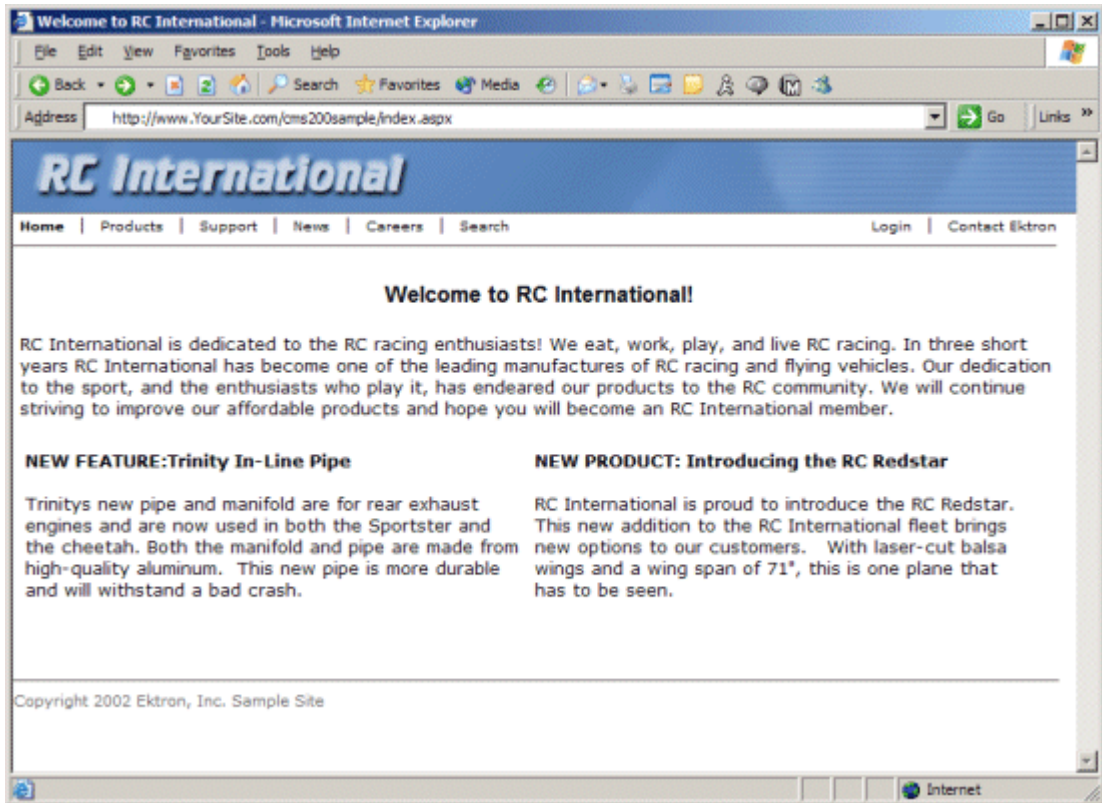 Welcome to RC International - Microsoft Internet Explorer
File Edit View Favorites Tools Help
Back Search Favorites Media
Address http://www.YourSite.com/cms200sample/index.aspx Go Links »
RC International
Home | Products | Support | News | Careers | Search Login | Contact Ektron
Welcome to RC International!
RC International is dedicated to the RC racing enthusiasts! We eat, work, play, and live RC racing. In three short
years RC International has become one of the leading manufactures of RC racing and flying vehicles. Our dedication
to the sport, and the enthusiasts who play it, has endeared our products to the RC community. We will continue
striving to improve our affordable products and hope you will become an RC International member.
NEW FEATURE:Trinity In-Line Pipe
Trinitys new pipe and manifold are for rear exhaust
engines and are now used in both the Sportster and
the cheetah. Both the manifold and pipe are made from
high-quality aluminum. This new pipe is more durable
and will withstand a bad crash.
NEW PRODUCT: Introducing the RC Redstar
RC International is proud to introduce the RC Redstar.
This new addition to the RC International fleet brings
new options to our customers. With laser-cut balsa
wings and a wing span of 71", this is one plane that
has to be seen.
Copyright 2002 Ektron, Inc. Sample Site
Internet